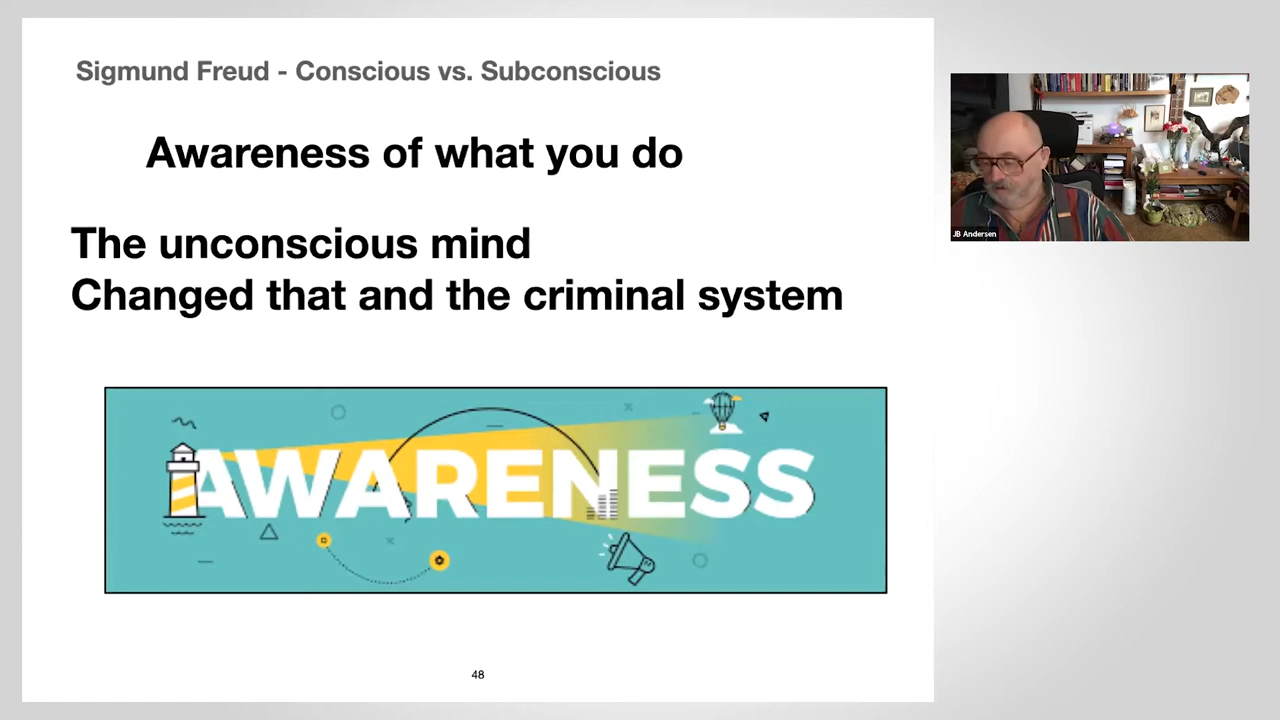 Sigmund Freud - Conscious vs. Subconscious
Awareness of what you do
The unconscious mind
Changed that and the criminal system
AWARENESS
48
JB Andersen